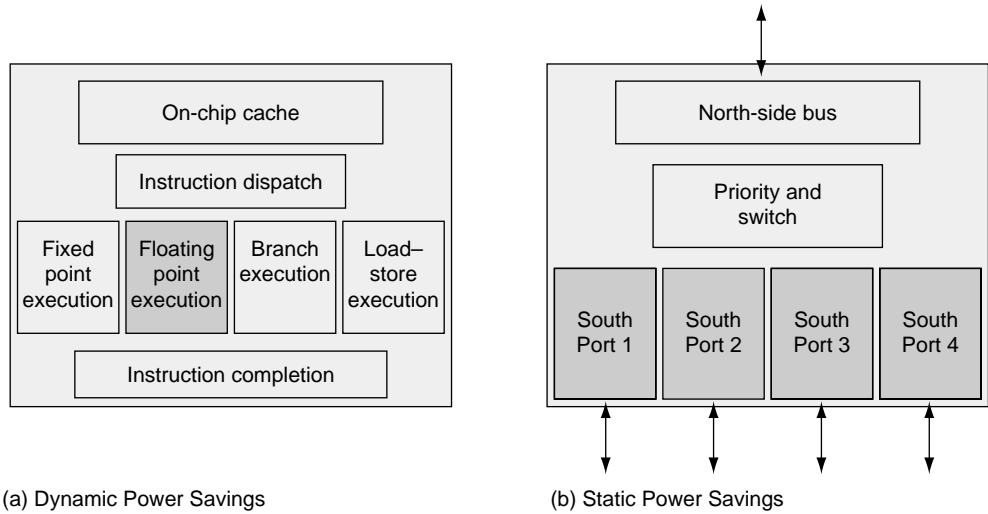 On-chip cache
Instruction dispatch
Fixed
point
execution
Floating
point
execution
Branch
execution
Load–
store
execution
Instruction completion
(a) Dynamic Power Savings
North-side bus
Priority and
switch
South
Port 1
South
Port 2
South
Port 3
South
Port 4
(b) Static Power Savings